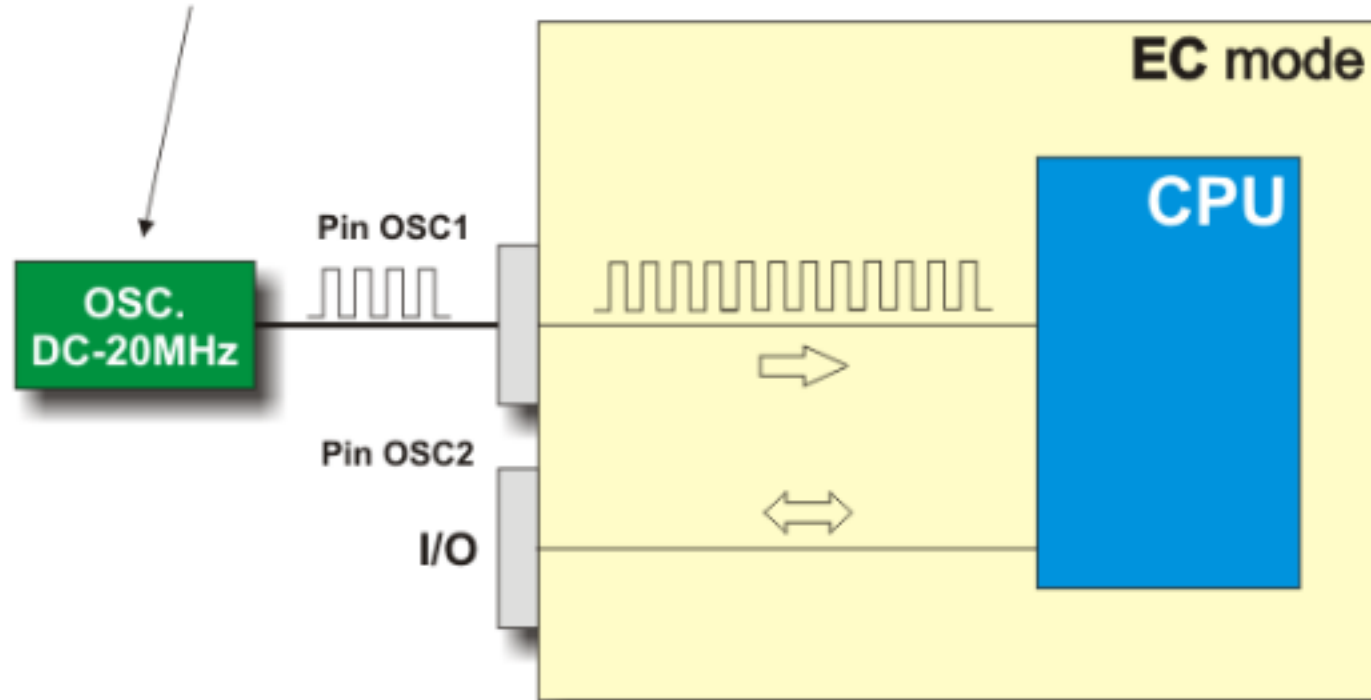 EC mode
CPU
Pin OSC1
OSC.
DC-20MHz
Pin OSC2
I/O